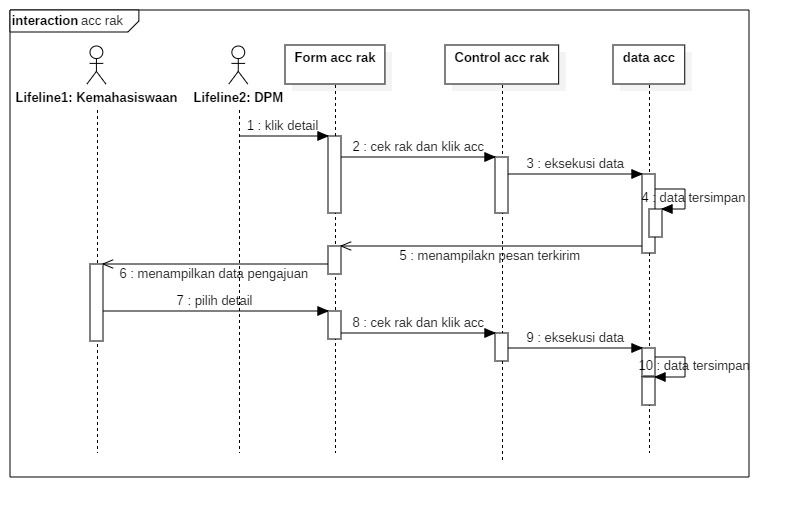 interaction acc rak
Form acc rak
Control acc rak
data acc
Lifeline1: Kemahasiswaan
Lifeline2: DPM
1 : klik detail
2 : cek rak dan klik acc
3 : eksekusi data
4 : data tersimpan
5 : menampilakn pesan terkirim
6 : menampilkan data pengajuan
7 : pilih detail
8 : cek rak dan klik acc
9 : eksekusi data
10 : data tersimpan